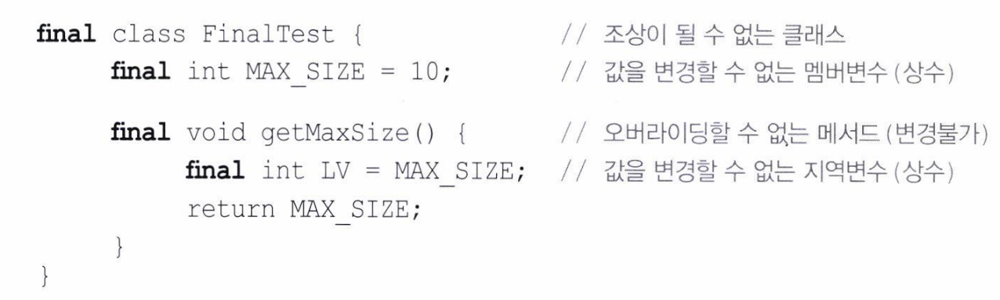 final class FinalTest { // 조상이 될 수 없는 클래스
final int MAX_SIZE = 10; // 값을 변경할 수 없는 멤버변수(상수)
final void getMaxSize() { // 오버라이딩할 수 없는 메서드(변경불가)
final int LV = MAX_SIZE; // 값을 변경할 수 없는 지역변수(상수)
return MAX_SIZE;
}
}